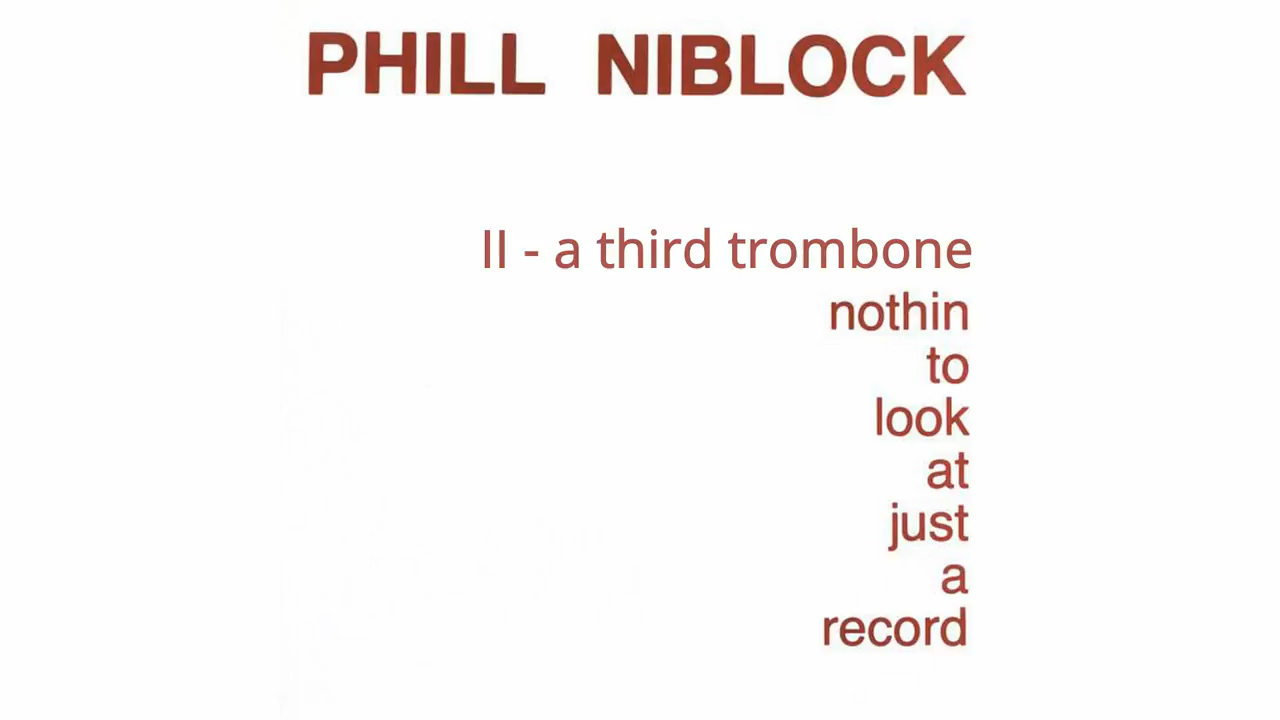 PHILL NIBLOCK
II - a third trombone
nothin
to
look
at
just
a
record